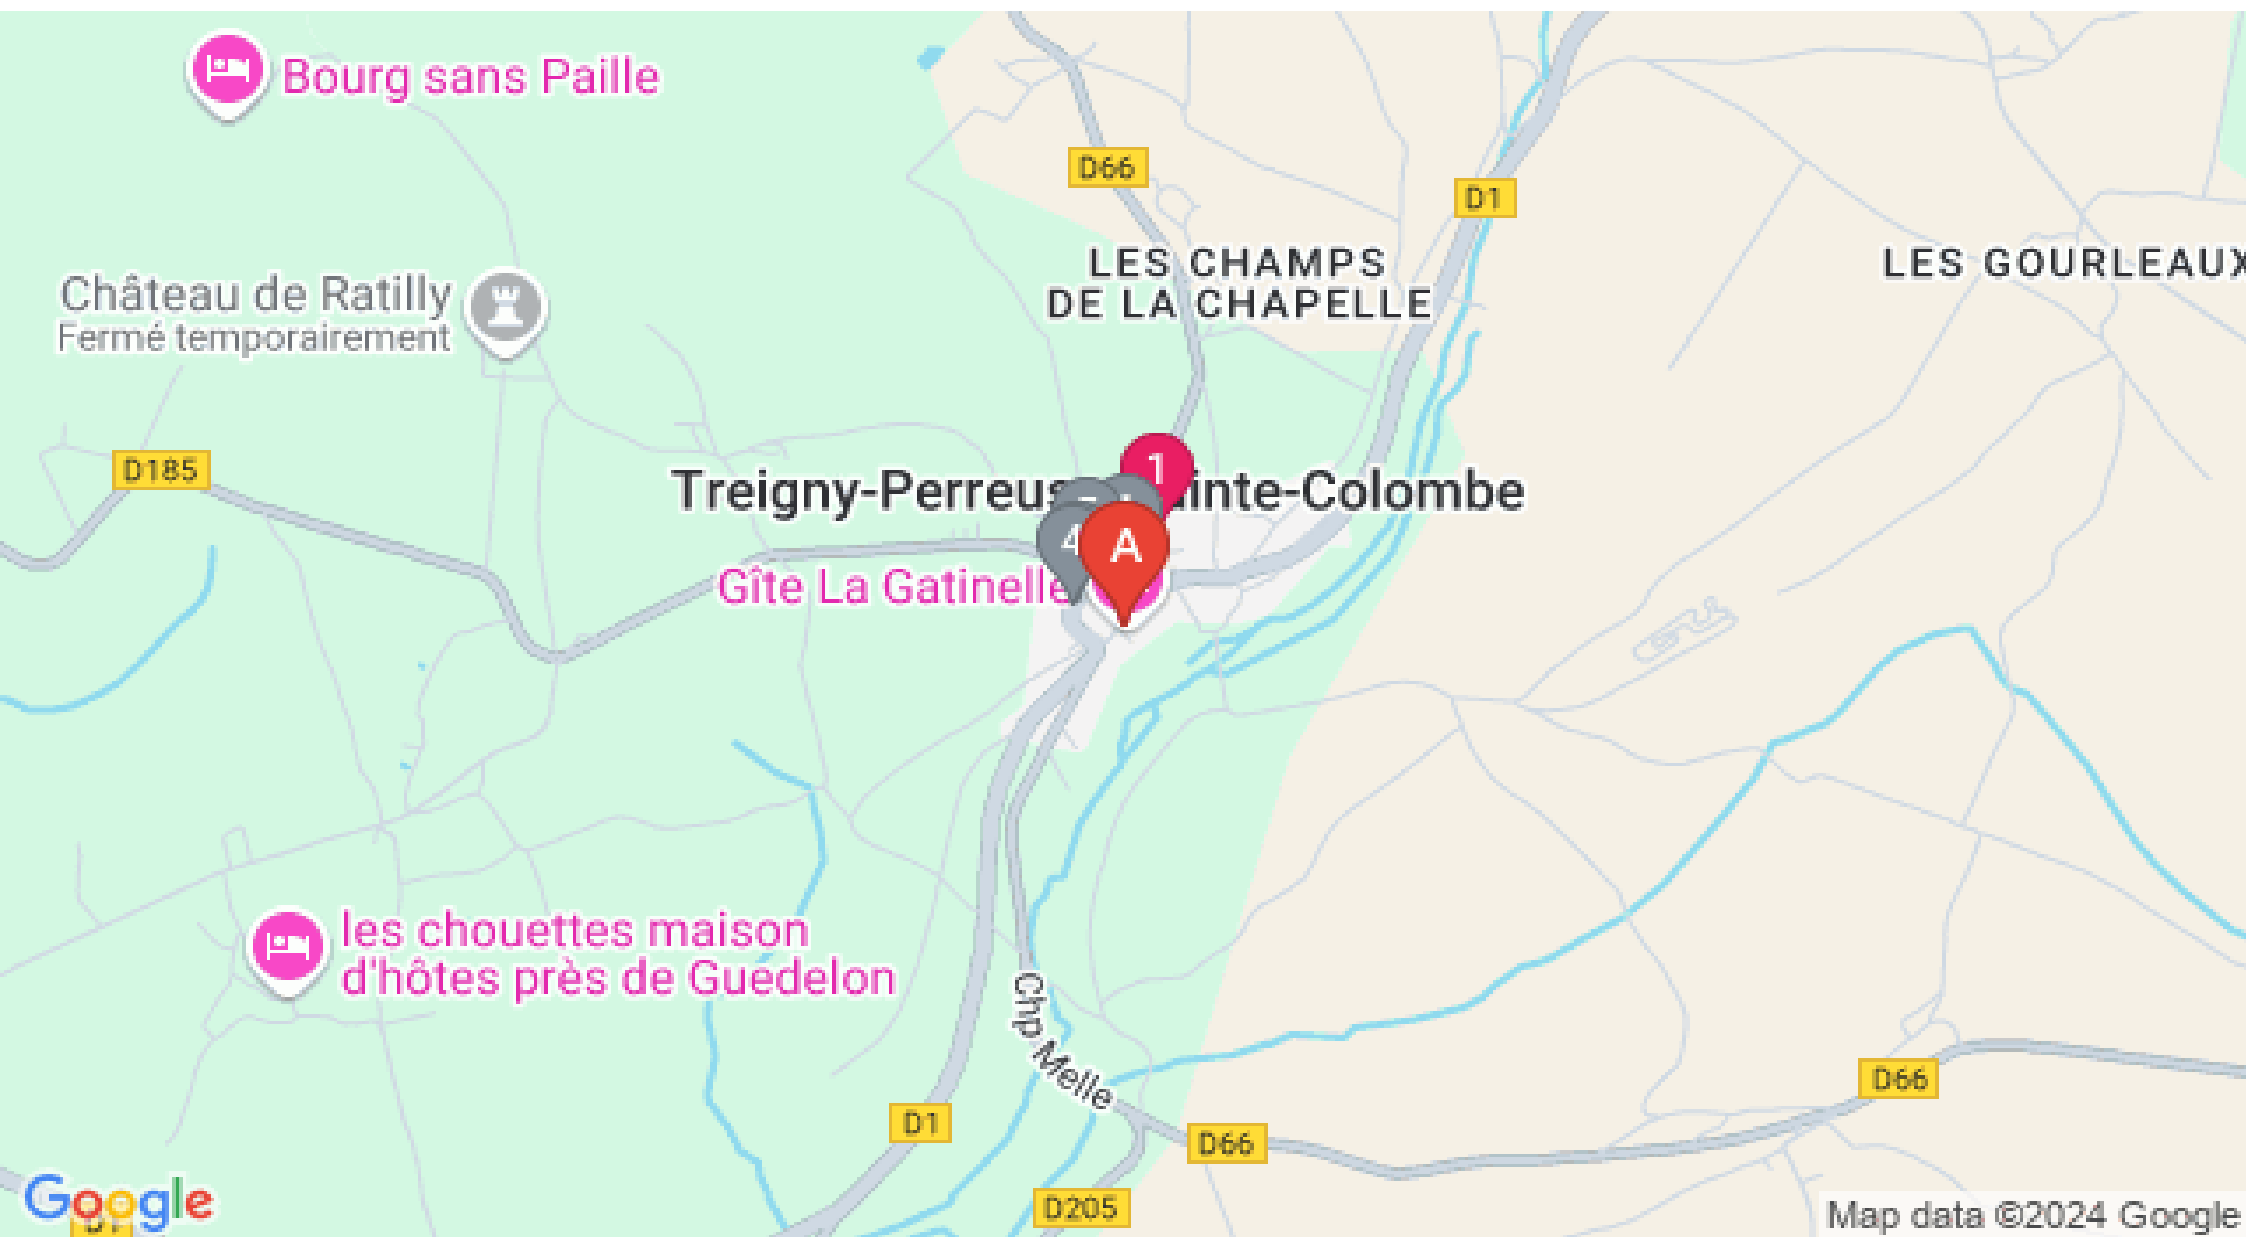 Bourg sans Paille
D66
D1
LES CHAMPS
DE LA CHAPELLE
LES GOURLEAUX
Château de Ratilly
Fermé temporairement
D185
1
Treigny-Perreus inte-Colombe
4
A
Gîte La Gatinelle
les chouettes maison
d'hôtes près de Guedelon
Chp Melle
D66
D1
D66
D205
Google
Map data ©2024 Google